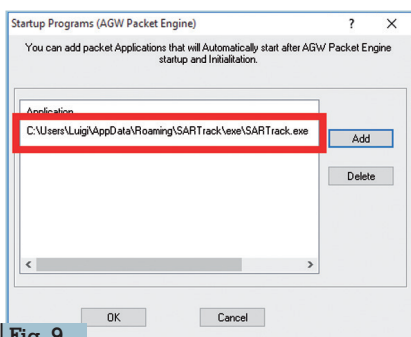 Startup Programs (AGW Packet Engine)
You can add packet Applications that will Automatically start after AGW Packet Engine
startup and Initialitation.
Application
C:\Users\Luigi\AppData\Roaming\SARTrack\exe\SARTrack.exe
Add
Delete
OK
Cancel
Fig. 9